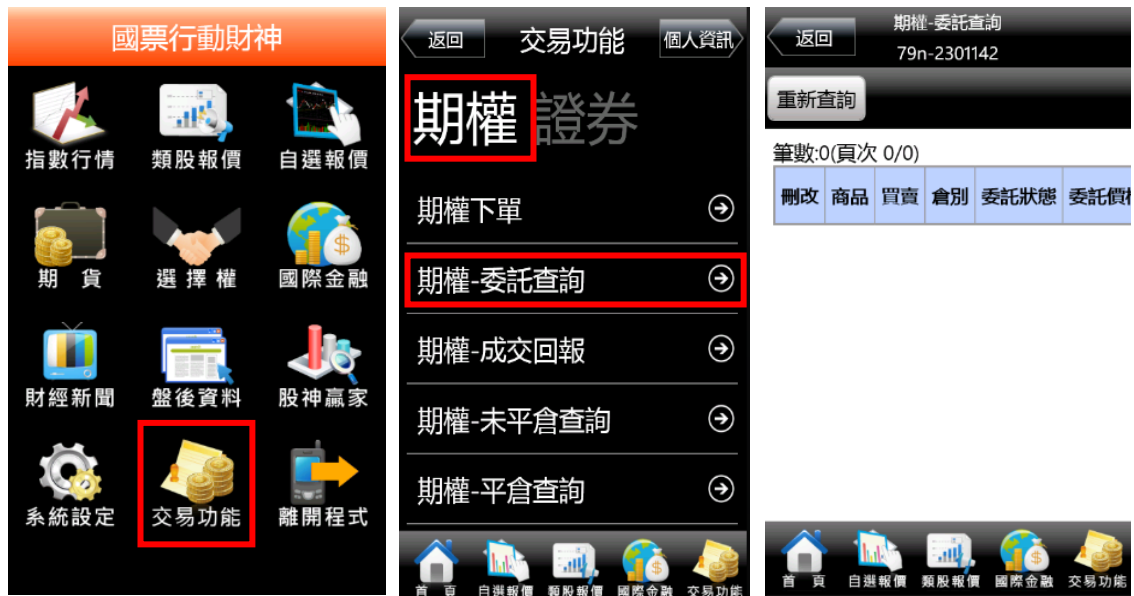 國票行動財神
指數行情 類股報價 自選報價
期 貨 選 擇 權 國際金融
財經新聞 盤後資料 股神贏家
系統設定 交易功能 離開程式
返回 交易功能 個人資訊
期權 證券
期權下單
期權-委託查詢
期權-成交回報
期權-未平倉查詢
期權-平倉查詢
首 頁 自選報價 類股報價 國際金融 交易功能
返回 期權-委託查詢
79n-2301142
重新查詢
筆數:0(頁次 0/0)
刪改 商品 買賣 倉別 委託狀態 委託價
首 頁 自選報價 類股報價 國際金融 交易功能